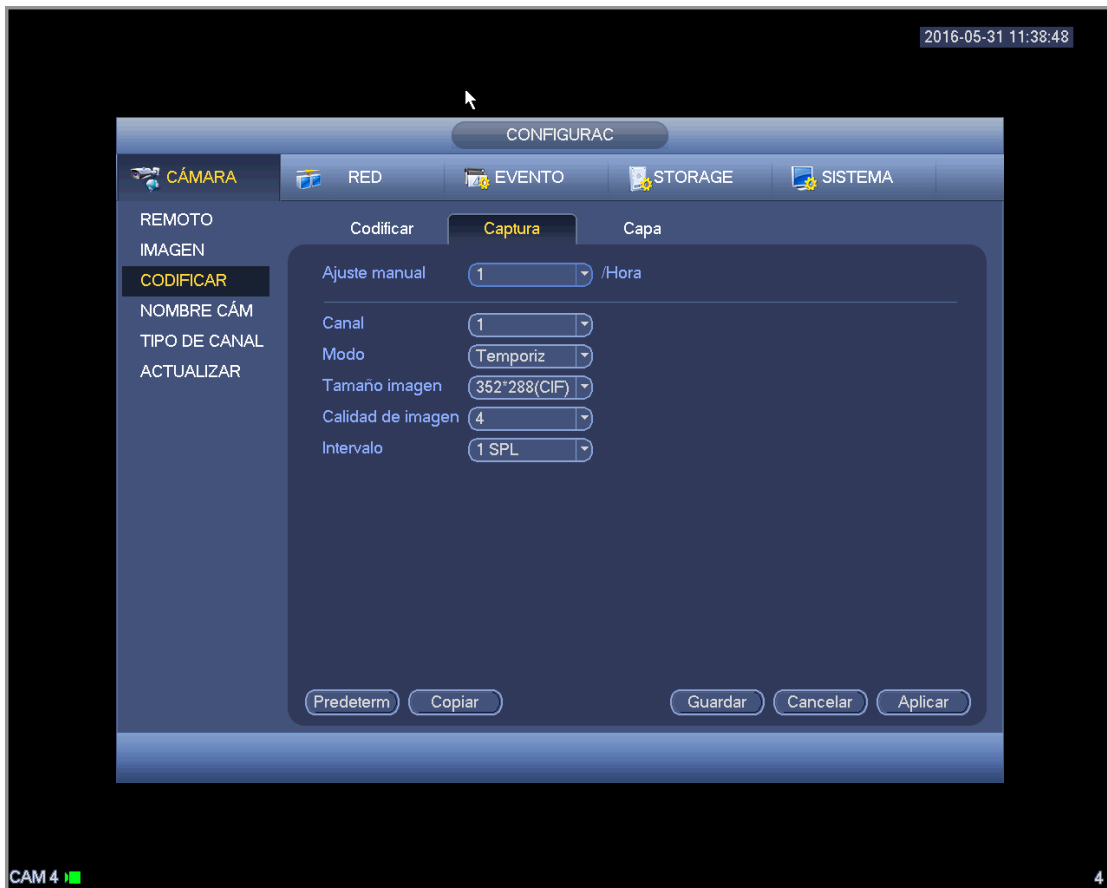 2016-05-31 11:38:48
CONFIGURAC
CÁMARA RED EVENTO STORAGE SISTEMA
REMOTO
IMAGEN
CODIFICAR
NOMBRE CÁM
TIPO DE CANAL
ACTUALIZAR
Codificar Captura Capa
Ajuste manual 1 /Hora
Canal 1
Modo Temporiz
Tamaño imagen 352*288(CIF)
Calidad de imagen 4
Intervalo 1 SPL
Predeterm Copiar Guardar Cancelar Aplicar
CAM 4 4